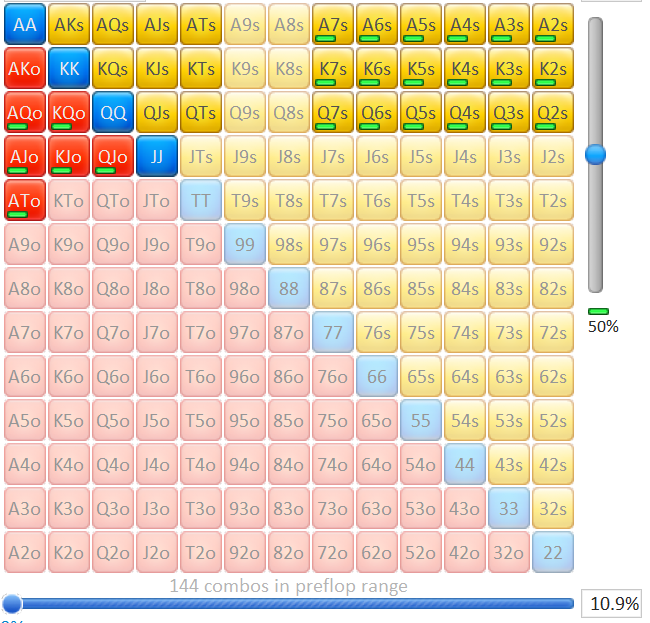 AA AKs AQs AJs ATs A9s A8s A7s A6s A5s A4s A3s A2s
AKo KK KQs KJs KTs K9s K8s K7s K6s K5s K4s K3s K2s
AQo KQo QQ QJs QTs Q9s Q8s Q7s Q6s Q5s Q4s Q3s Q2s
AJo KJo QJo JJ JTs J9s J8s J7s J6s J5s J4s J3s J2s
ATo KTo QTo JTo TT T9s T8s T7s T6s T5s T4s T3s T2s
A9o K9o Q9o J9o T9o 99 98s 97s 96s 95s 94s 93s 92s
A8o K8o Q8o J8o T8o 98o 88 87s 86s 85s 84s 83s 82s
A7o K7o Q7o J7o T7o 97o 87o 77 76s 75s 74s 73s 72s
50%
A6o K6o Q6o J6o T6o 96o 86o 76o 66 65s 64s 63s 62s
A5o K5o Q5o J5o T5o 95o 85o 75o 65o 55 54s 53s 52s
A4o K4o Q4o J4o T4o 94o 84o 74o 64o 54o 44 43s 42s
A3o K3o Q3o J3o T3o 93o 83o 73o 63o 53o 43o 33 32s
A2o K2o Q2o J2o T2o 92o 82o 72o 62o 52o 42o 32o 22
144 combos in preflop range
10.9%